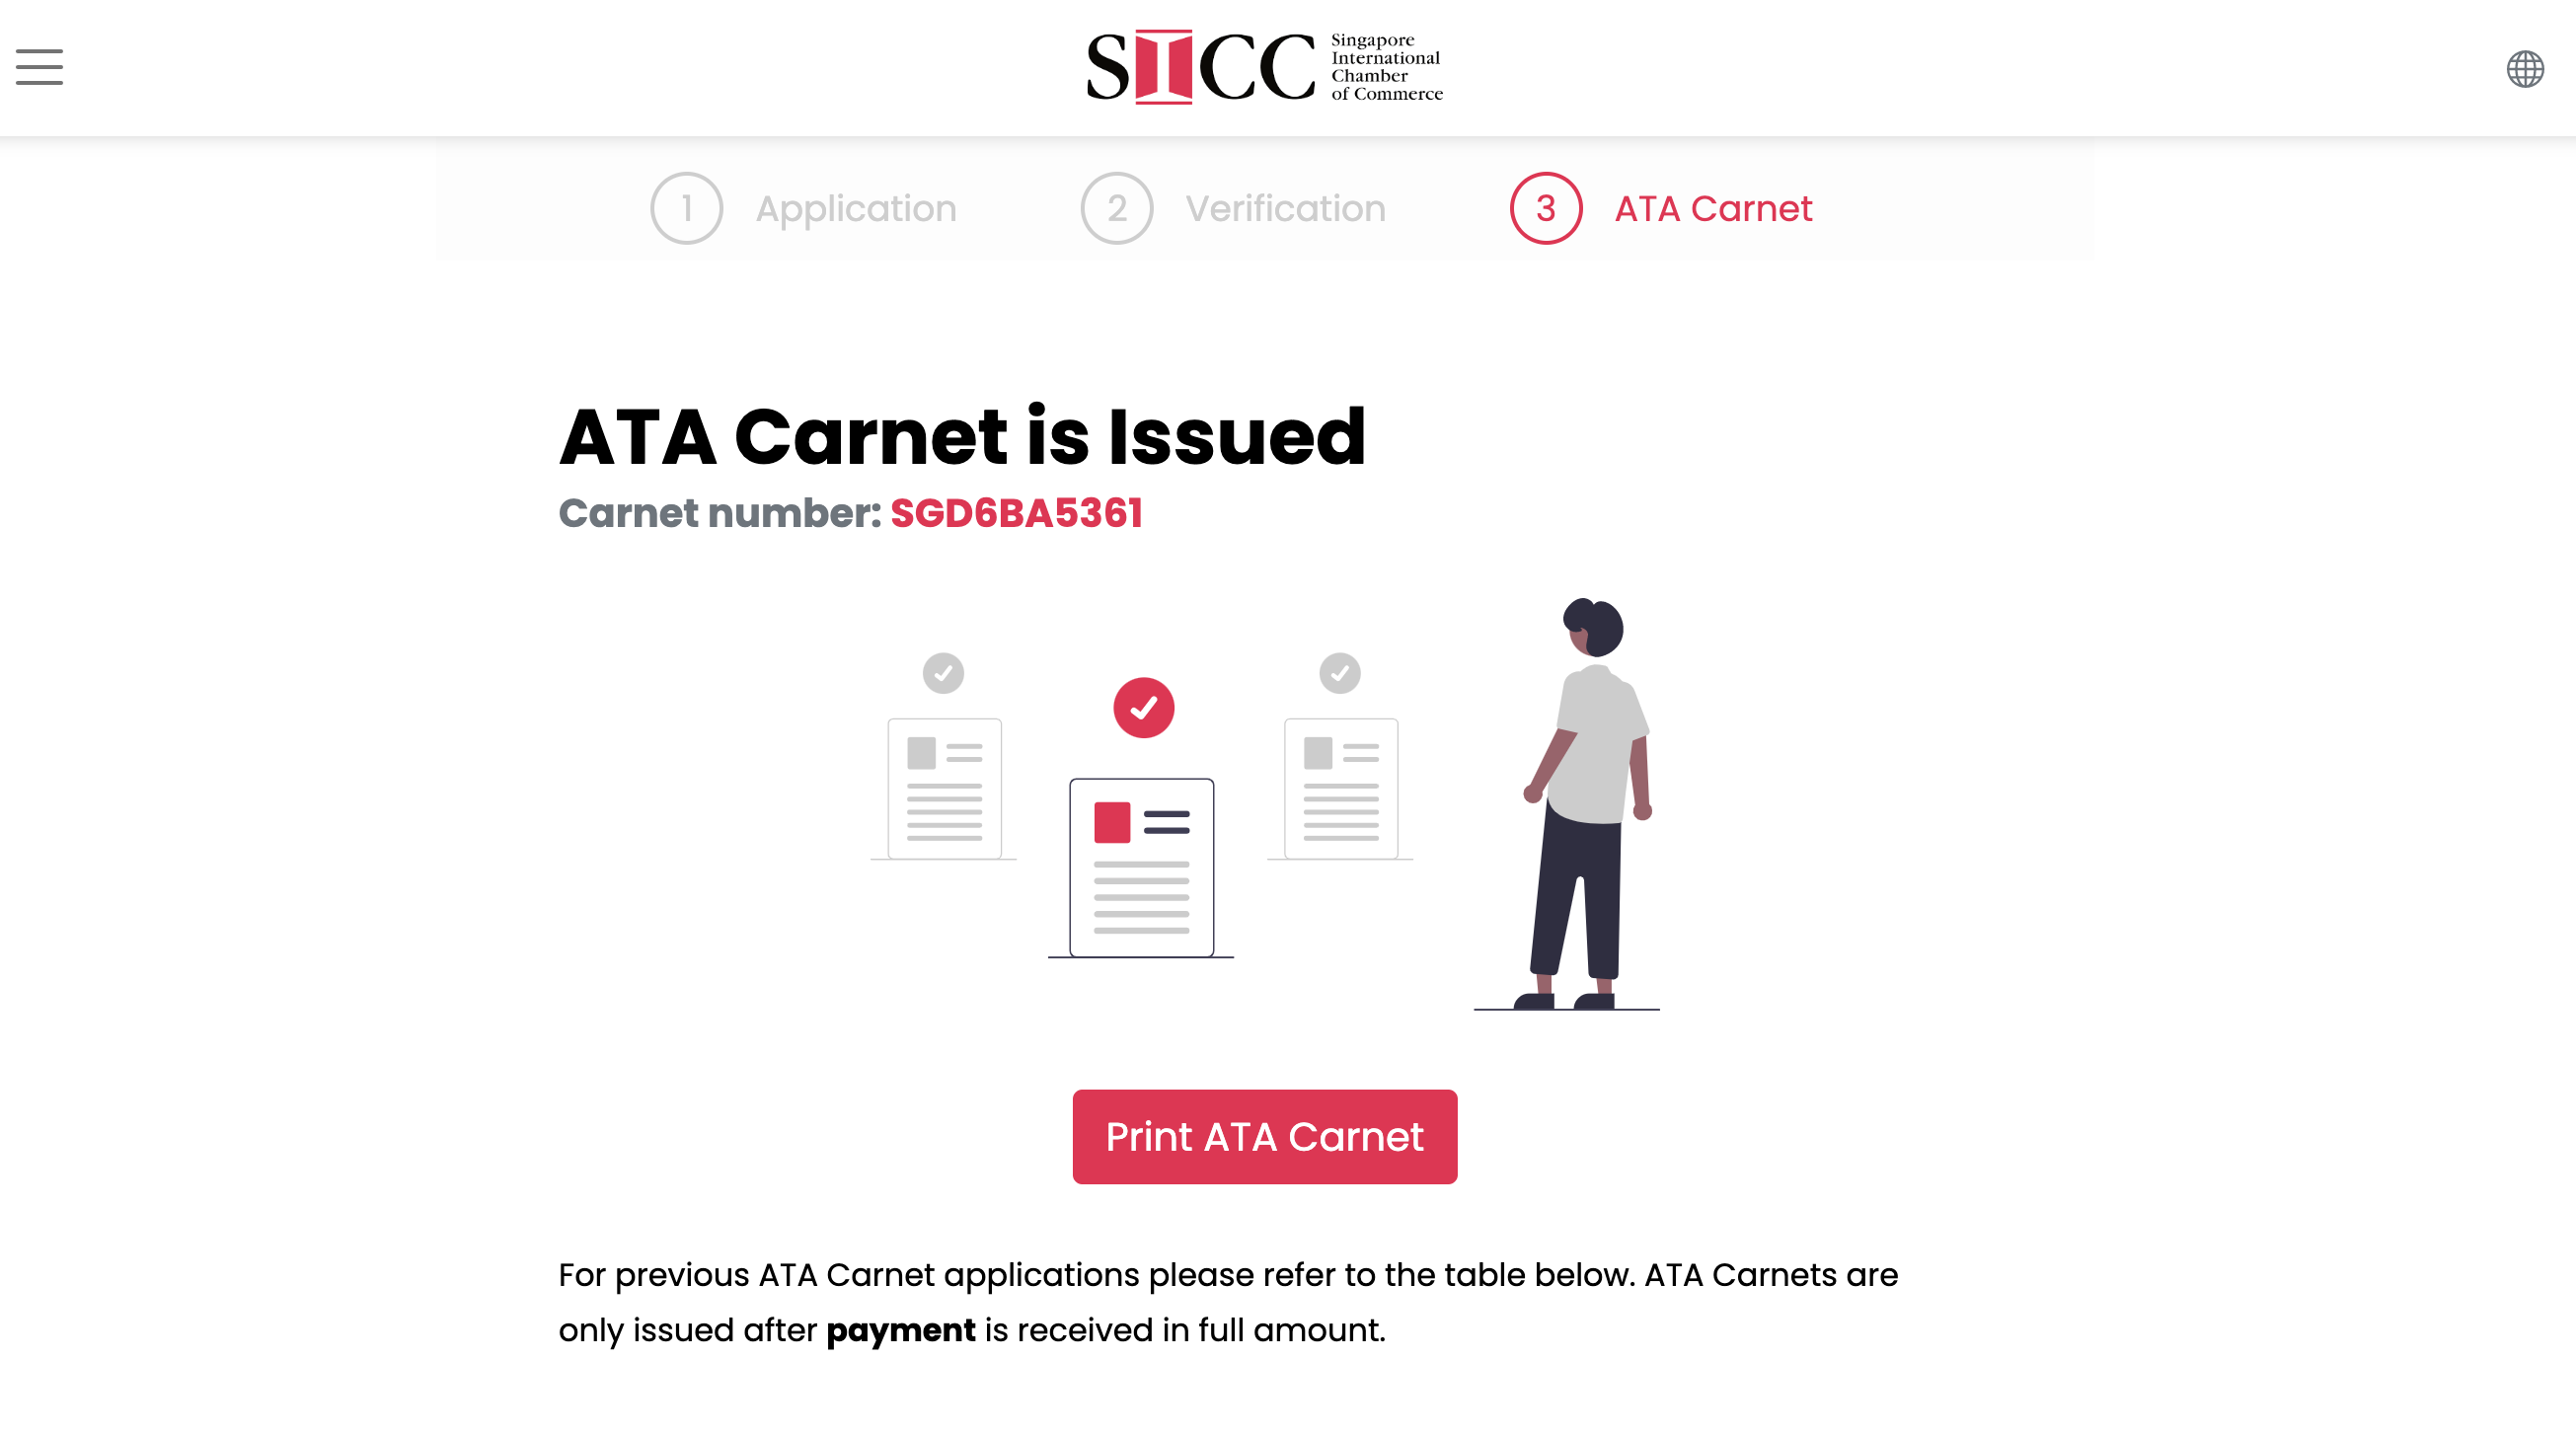 SICC
Singapore
International
Chamber
of Commerce
1 Application
2 Verification
3 ATA Carnet
ATA Carnet is Issued
Carnet number: SGD6BA5361
Print ATA Carnet
For previous ATA Carnet applications please refer to the table below. ATA Carnets are
only issued after payment is received in full amount.